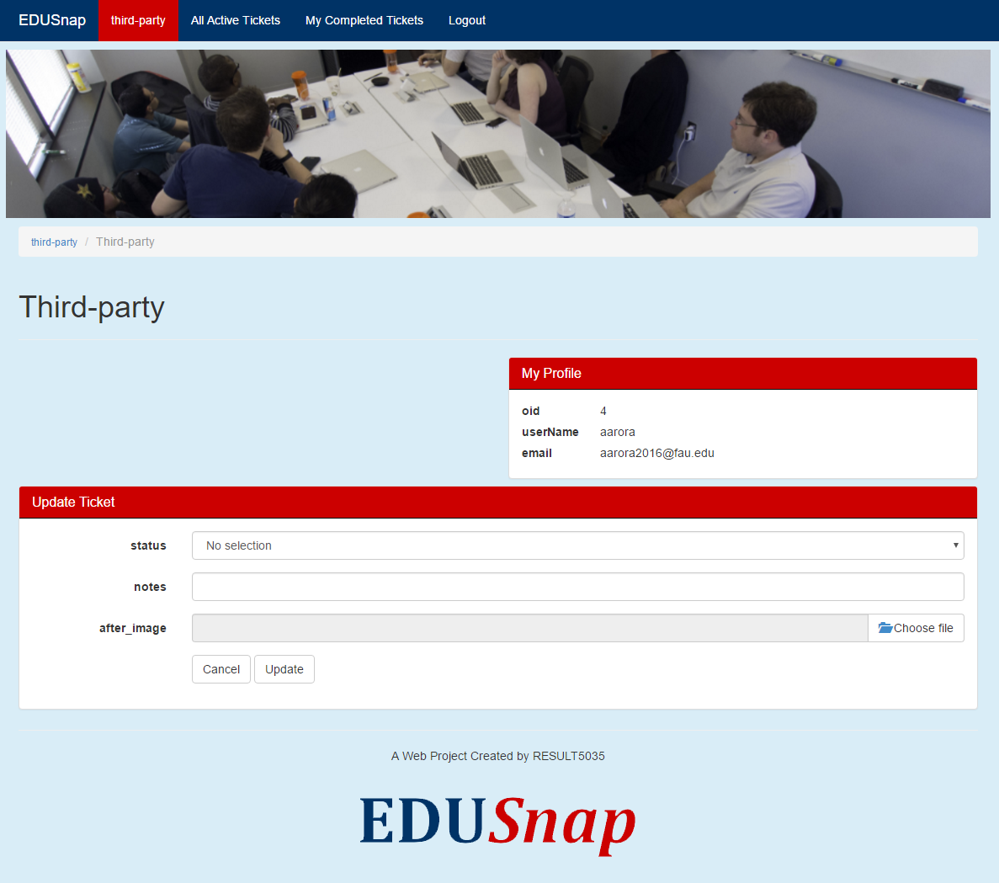 EDUSnap third-party All Active Tickets My Completed Tickets Logout
third-party / Third-party
Third-party
My Profile
oid 4
userName aarora
email aarora2016@fau.edu
Update Ticket
status No selection
notes
after_image Choose file
Cancel Update
A Web Project Created by RESULT5035
EDUSnap